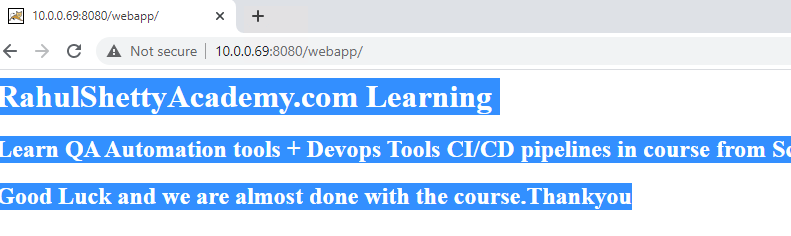 10.0.0.69:8080/webapp/
Not secure | 10.0.0.69:8080/webapp/
RahulShettyAcademy.com Learning
Learn QA Automation tools + Devops Tools CI/CD pipelines in course from
Good Luck and we are almost done with the course.Thankyou